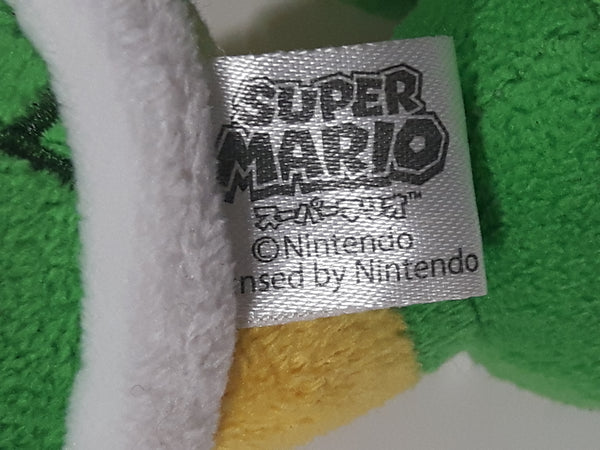 SUPER
MARIO
スーパーマリオ™
©Nintendo
ensed by Nintendo